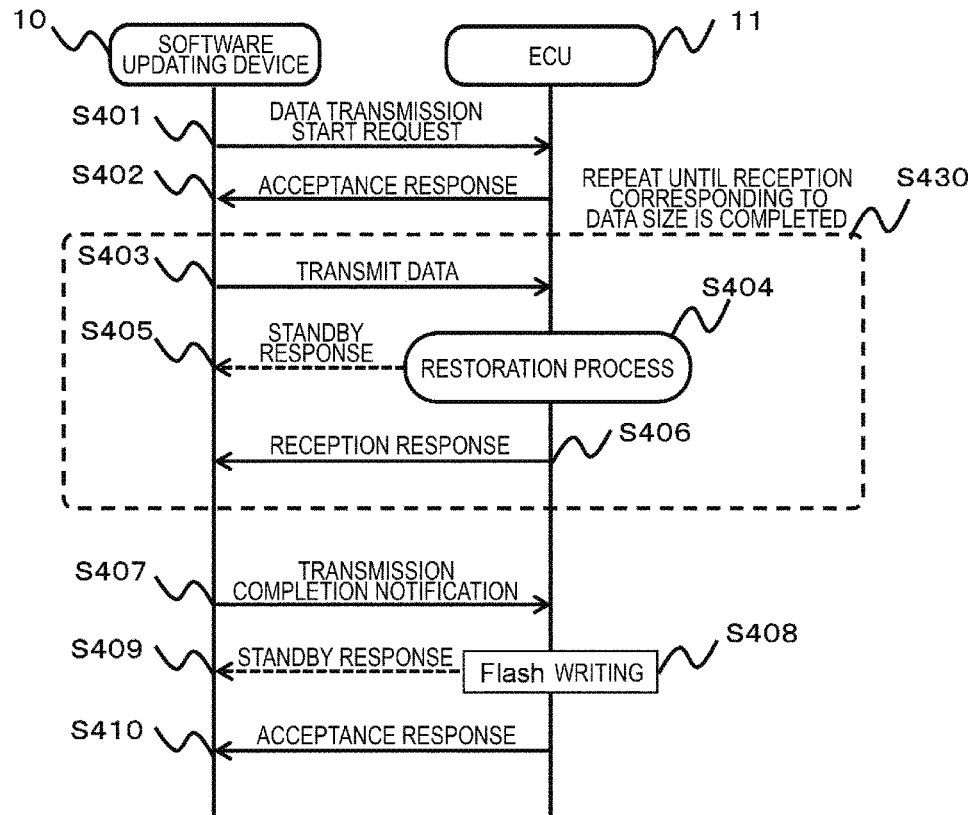 10
SOFTWARE
UPDATING DEVICE
ECU
11
S401
DATA TRANSMISSION
START REQUEST
S402
ACCEPTANCE RESPONSE
REPEAT UNTIL RECEPTION
CORRESPONDING TO
DATA SIZE IS COMPLETED
S430
S403
TRANSMIT DATA
S404
S405
STANDBY
RESPONSE
RESTORATION PROCESS
RECEPTION RESPONSE
S406
S407
TRANSMISSION
COMPLETION NOTIFICATION
S409
STANDBY RESPONSE
Flash WRITING
S408
S410
ACCEPTANCE RESPONSE